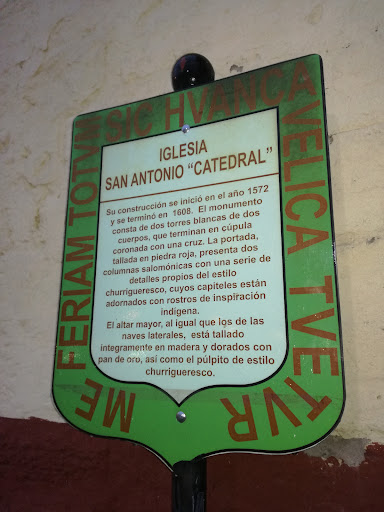 ME FERIAM TOTVM SIC HVANCA VELICA TVETVR
IGLESIA
SAN ANTONIO “CATEDRAL”
Su construcción se inició en el año 1572
y se terminó en 1608. El monumento
consta de dos torres blancas de dos
cuerpos, que terminan en cúpula
coronada con una cruz. La portada,
tallada en piedra roja, presenta dos
columnas salomónicas con una serie de
detalles propios del estilo
churrigueresco, cuyos capiteles están
adornados con rostros de inspiración
indígena.
El altar mayor, al igual que los de las
naves laterales, está tallado
integramente en madera y dorados con
pan de oro, así como el púlpito de estilo
churrigueresco.